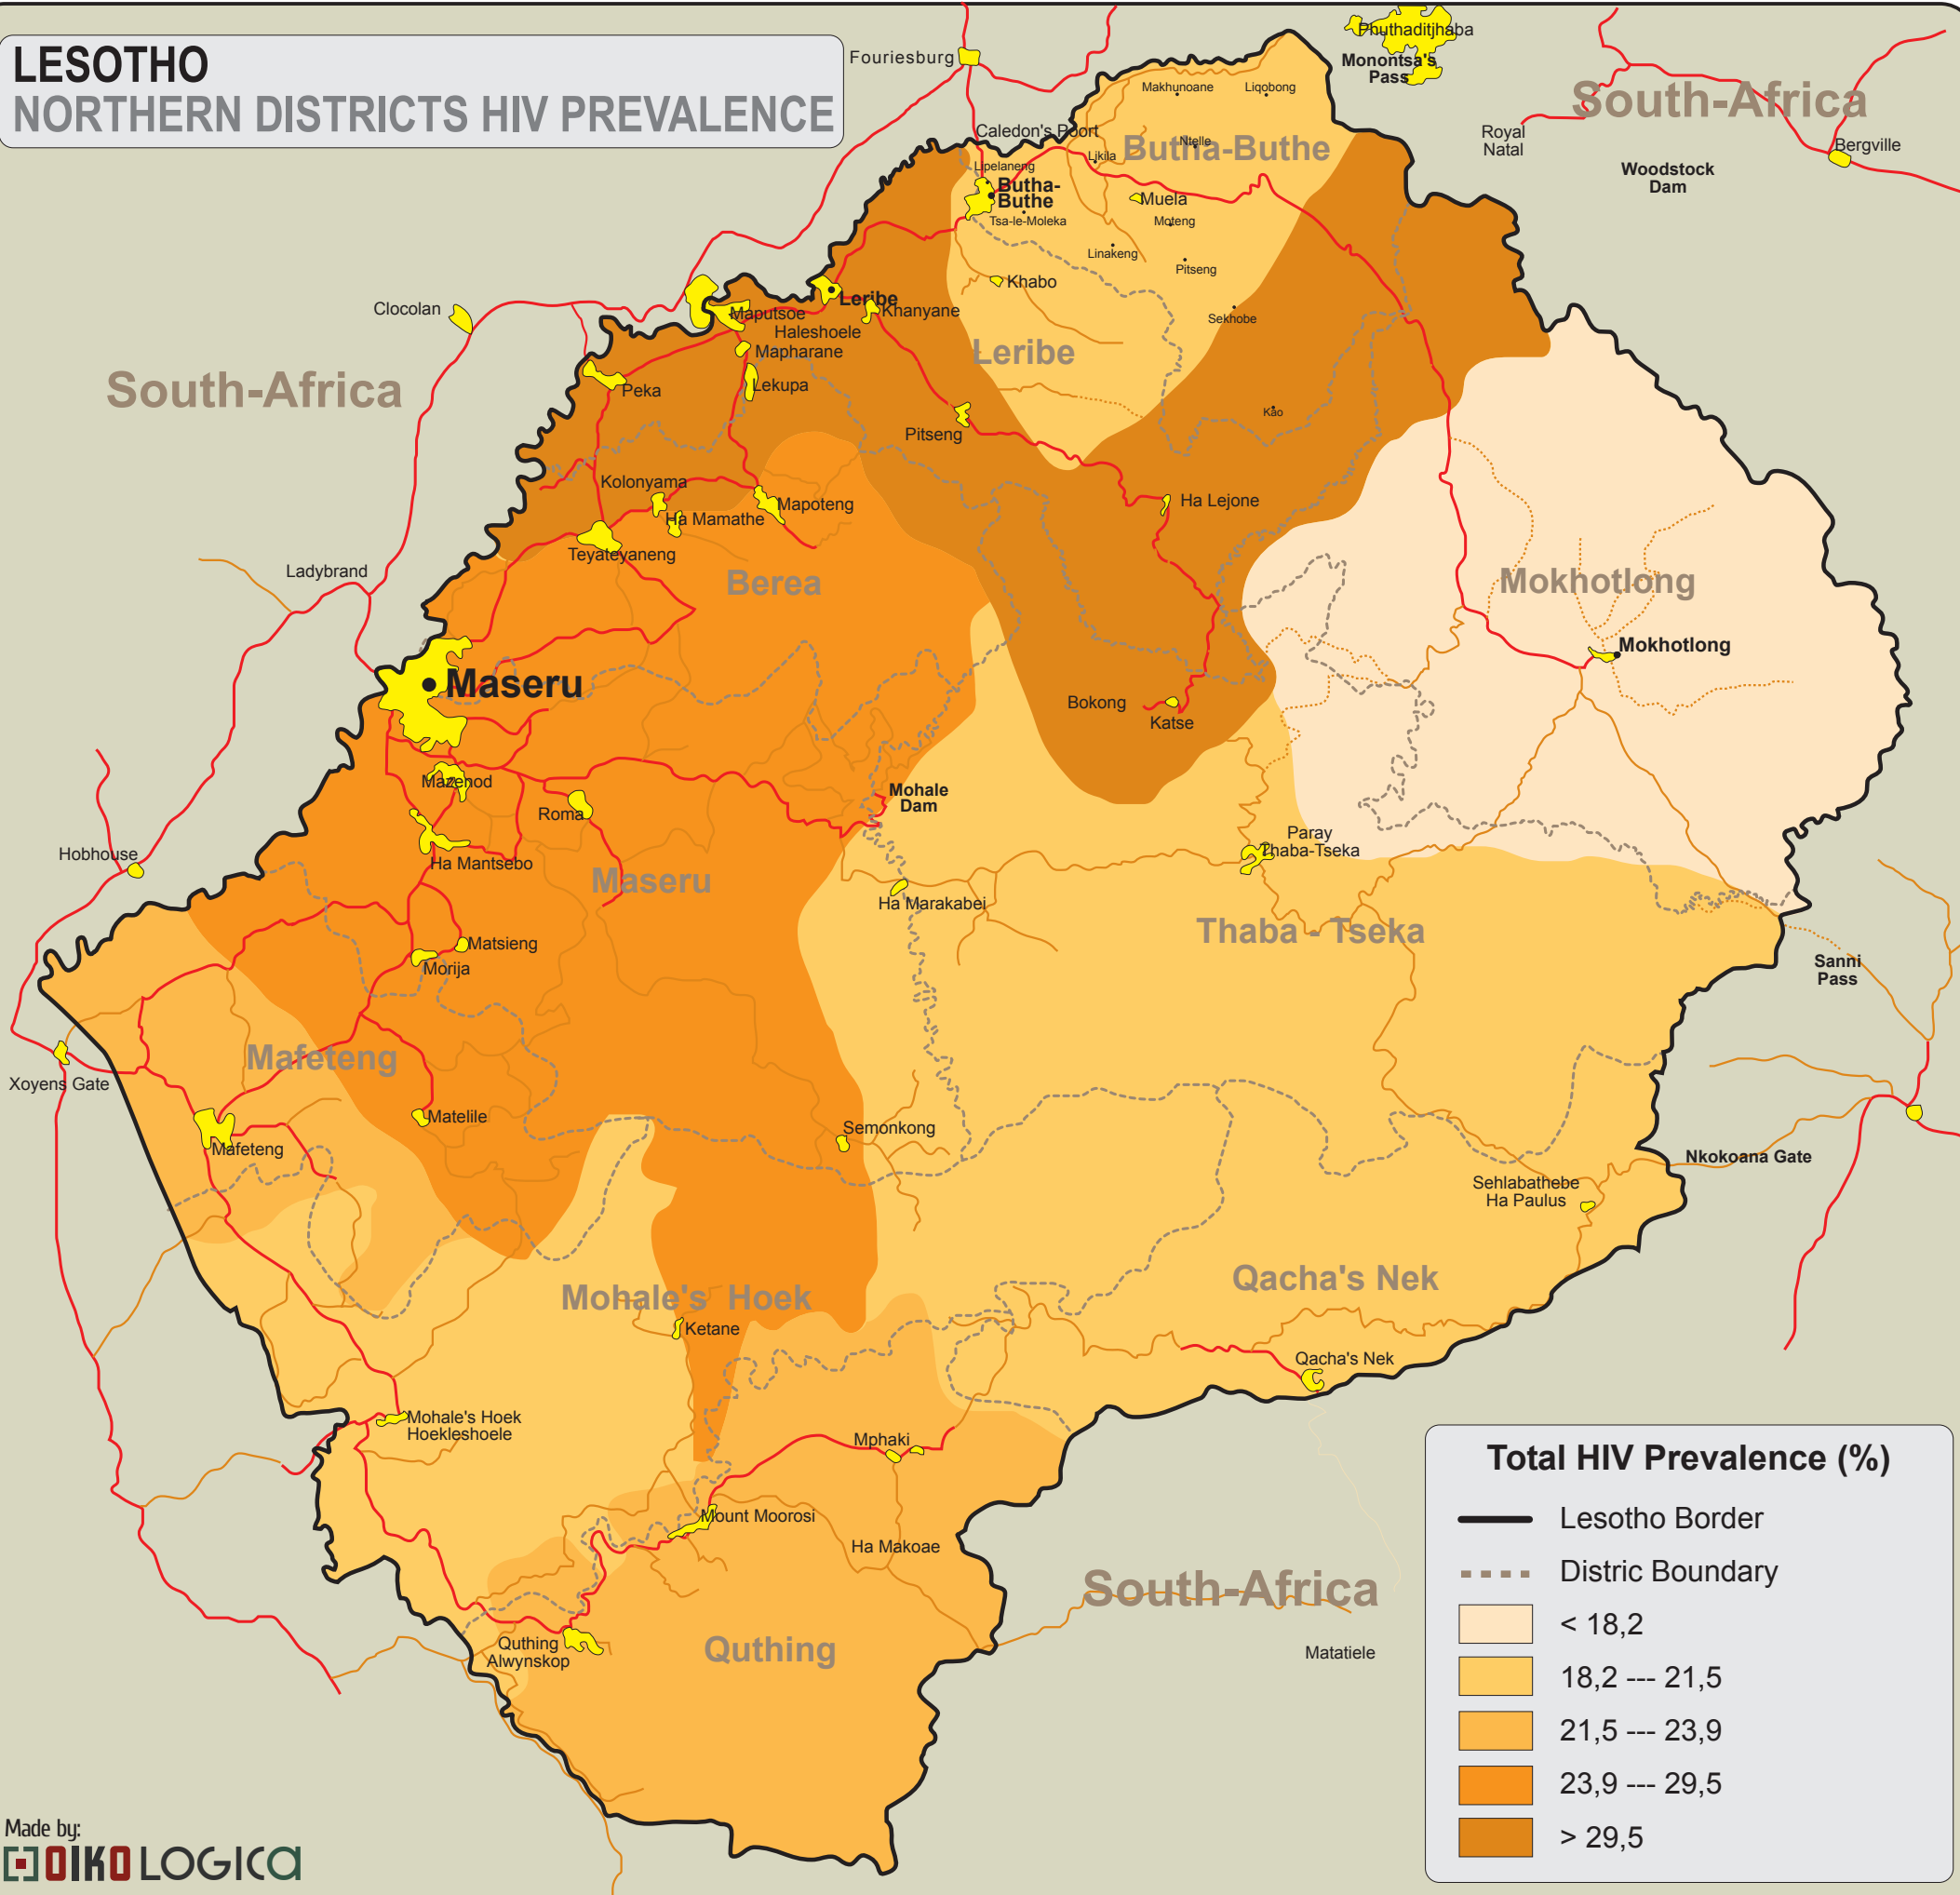 LESOTHO
NORTHERN DISTRICTS HIV PREVALENCE
Fouriesburg
Phuthaditjhaba
Monontsa's
Pass
South-Africa
Makhunoane
Liqobong
Royal
Natal
Bergville
Woodstock
Dam
Caledon's Poort
Butha-Buthe
Ntelle
Likila
Lipelaneng
Butha-
Buthe
Muela
Tsa-le-Moleka
Moteng
Linakeng
Pitseng
Khabo
Sekhobe
Clocolan
Leribe
Khanyane
Maputsoe
Haleshoele
Mapharane
Leribe
South-Africa
Peka
Lekupa
Kao
Pitseng
Kolonyama
Mapoteng
Ha Mamathe
Ha Lejone
Teyateyaneng
Ladybrand
Berea
Mokhotlong
Mokhotlong
Maseru
Bokong
Katse
Mazenod
Roma
Mohale
Dam
Hobhouse
Ha Mantsebo
Paray
Thaba-Tseka
Maseru
Ha Marakabei
Thaba - Tseka
Matsieng
Morija
Sanni
Pass
Mafeteng
Xoyens Gate
Matelile
Mafeteng
Semonkong
Nkokoana Gate
Sehlabathebe
Ha Paulus
Qacha's Nek
Mohale's Hoek
Ketane
Qacha's Nek
Mohale's Hoek
Hoekleshoele
Mphaki
Mount Moorosi
Ha Makoae
South-Africa
Quthing
Alwynskop
Quthing
Matatiele
Total HIV Prevalence (%)
Lesotho Border
Distric Boundary
< 18,2
18,2 --- 21,5
21,5 --- 23,9
23,9 --- 29,5
> 29,5
Made by:
OIKOLOGICa